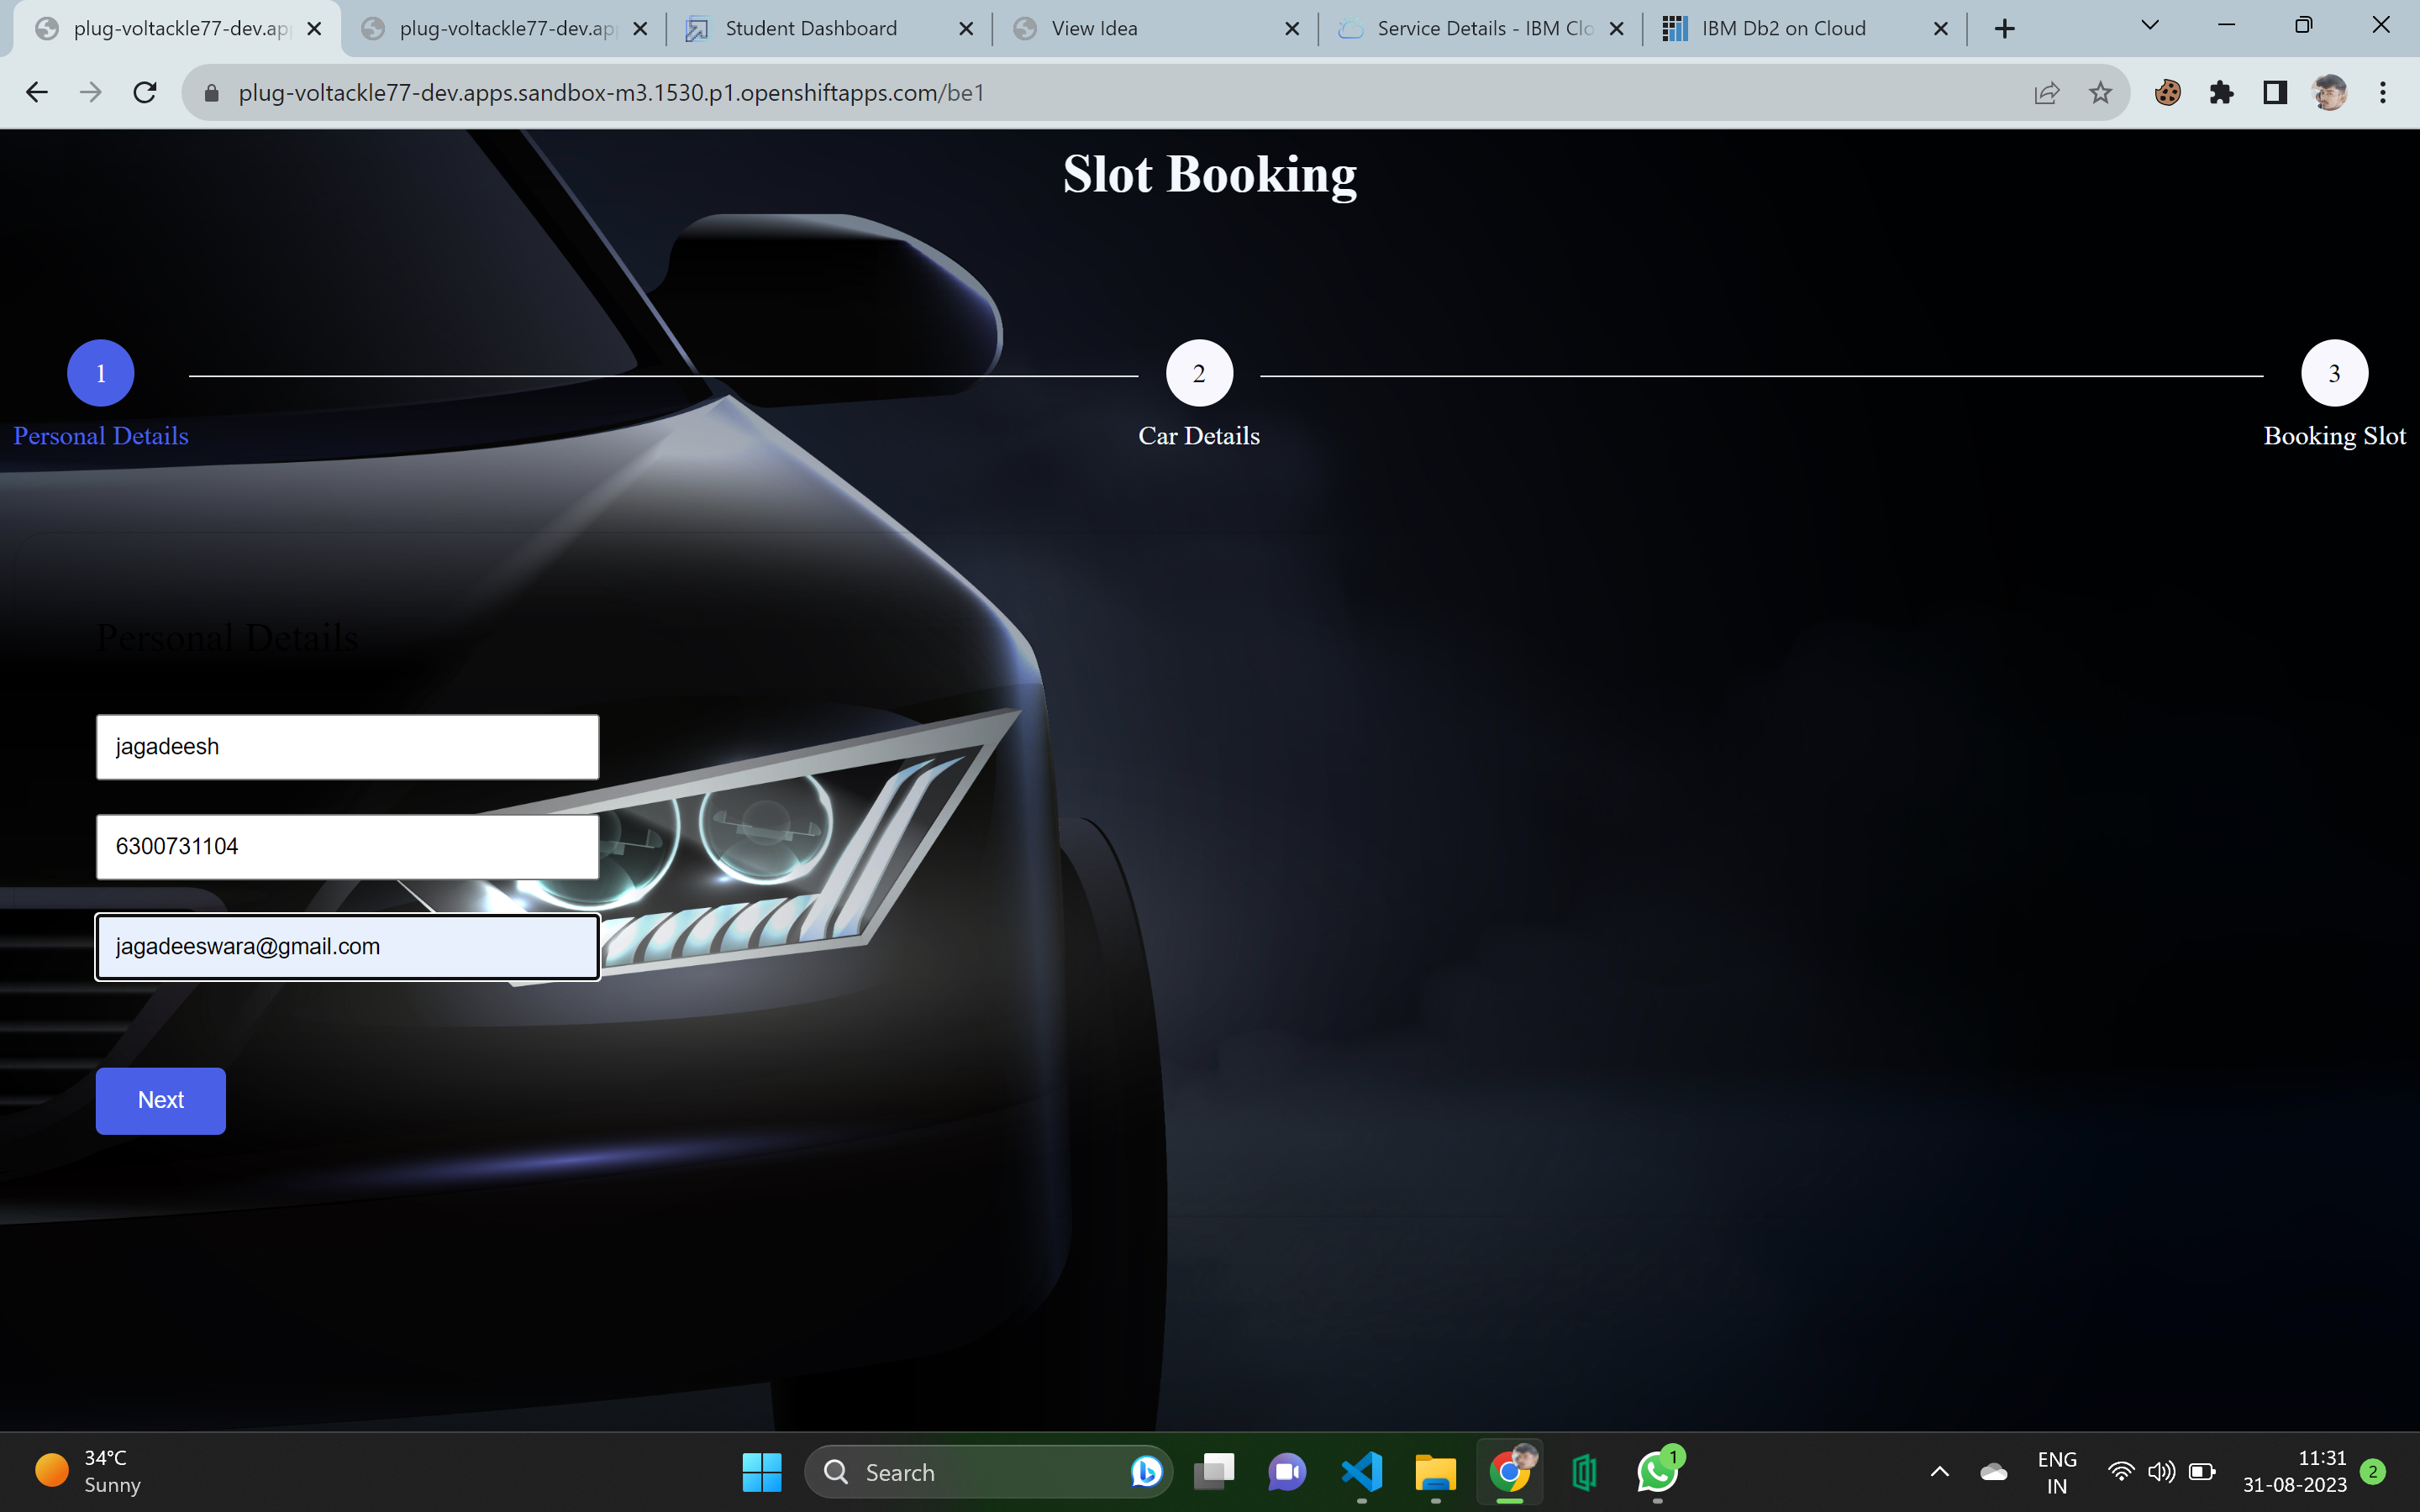 plug-voltackle77-dev.ap
plug-voltackle77-dev.ap
Student Dashboard
View Idea
Service Details - IBM Clo
IBM Db2 on Cloud
plug-voltackle77-dev.apps.sandbox-m3.1530.p1.openshiftapps.com/be1
Slot Booking
1
2
3
Personal Details
Car Details
Booking Slot
Personal Details
jagadeesh
6300731104
jagadeeswara@gmail.com
Next
34°C
Sunny
Search
1
ENG
IN
11:31
31-08-2023
2